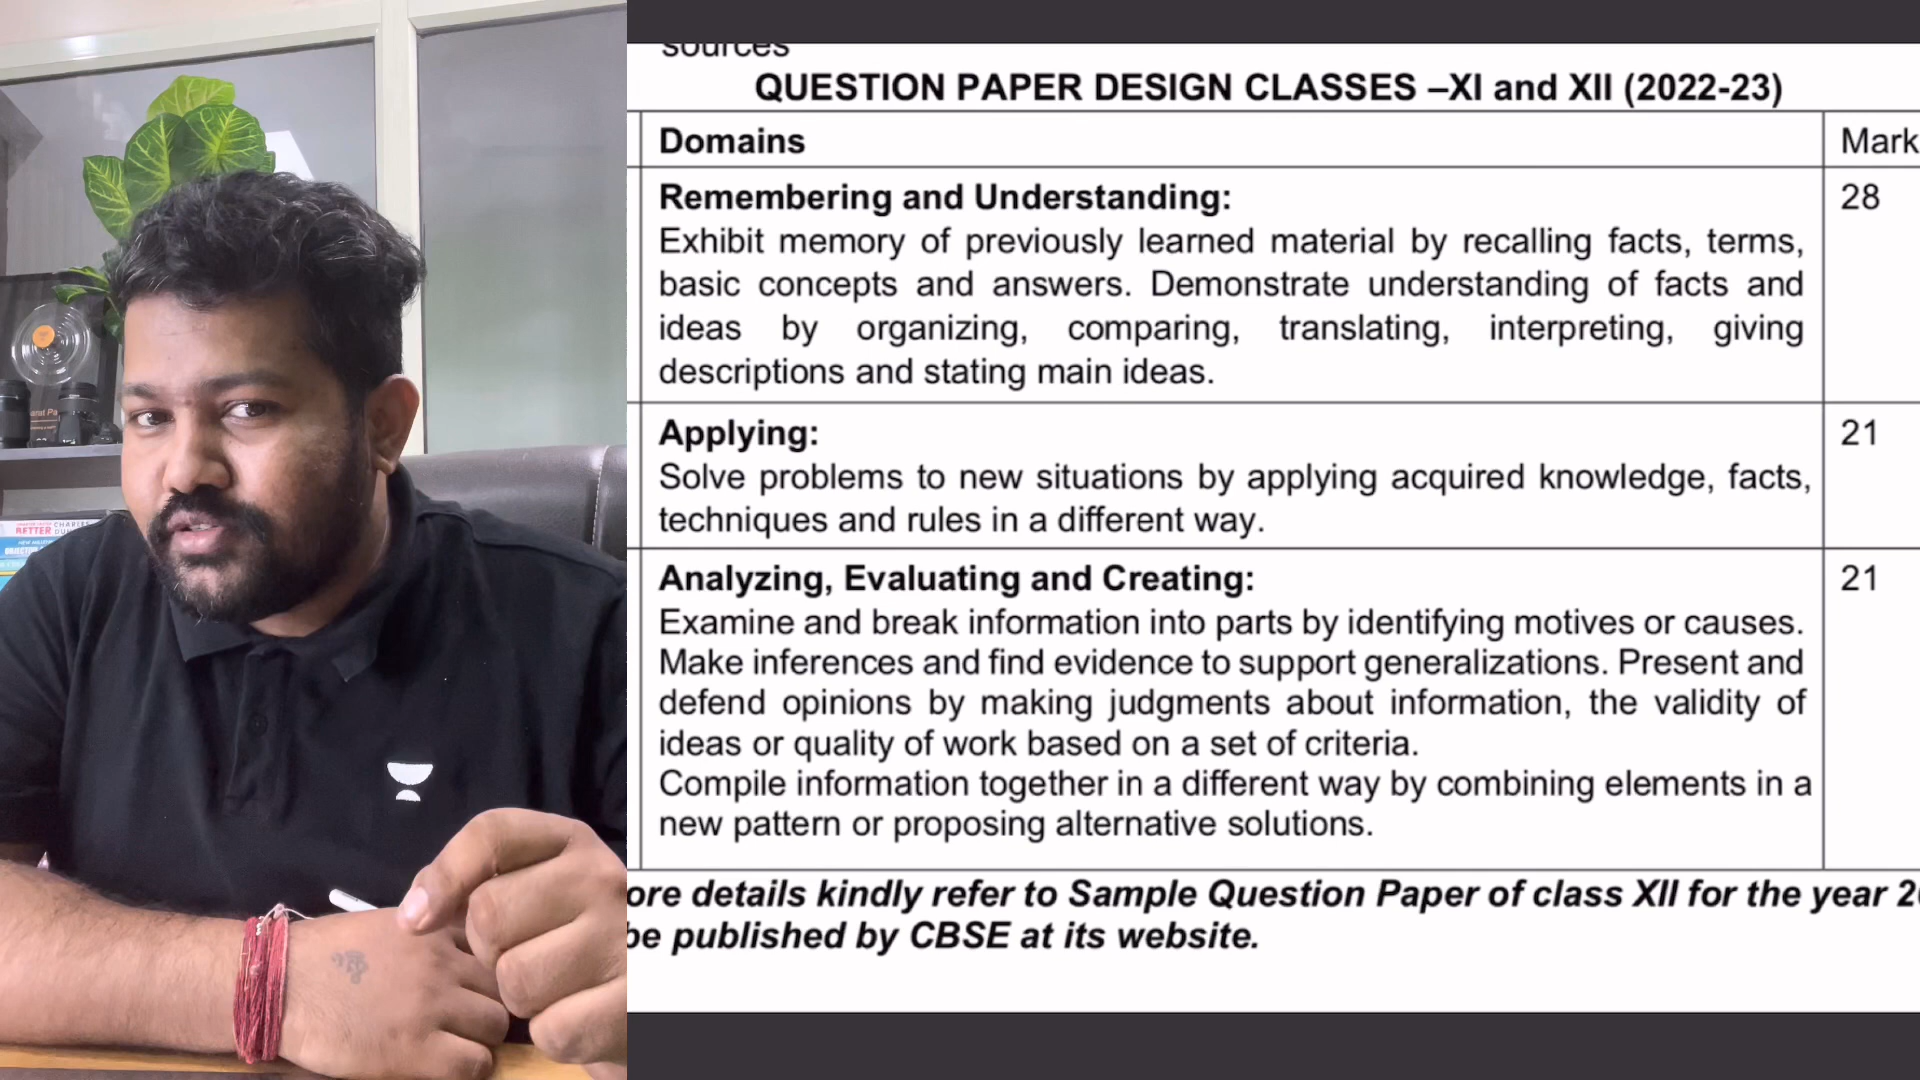 sources
QUESTION PAPER DESIGN CLASSES –XI and XII (2022-23)
Domains
Mark
Remembering and Understanding:
28
Exhibit memory of previously learned material by recalling facts, terms,
basic concepts and answers. Demonstrate understanding of facts and
ideas by organizing, comparing, translating, interpreting, giving
descriptions and stating main ideas.
Applying:
21
Solve problems to new situations by applying acquired knowledge, facts,
techniques and rules in a different way.
Analyzing, Evaluating and Creating:
21
Examine and break information into parts by identifying motives or causes.
Make inferences and find evidence to support generalizations. Present and
defend opinions by making judgments about information, the validity of
ideas or quality of work based on a set of criteria.
Compile information together in a different way by combining elements in a
new pattern or proposing alternative solutions.
ore details kindly refer to Sample Question Paper of class XII for the year 2
be published by CBSE at its website.
BETTER CHARLES